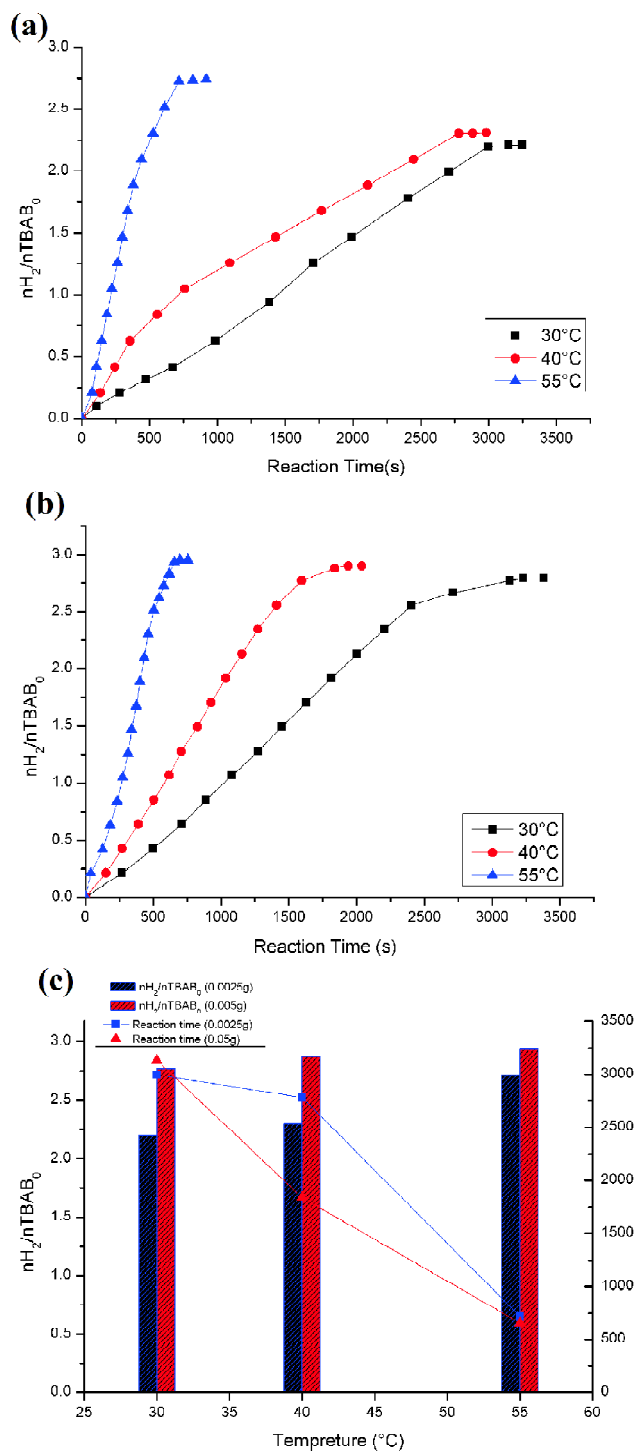 (a)
3.0
2.5
2.0
1.5
1.0
0.5
0.0
nH2/nTBAB0
30°C
40°C
55°C
0 500 1000 1500 2000 2500 3000 3500
Reaction Time(s)
(b)
3.5
3.0
2.5
2.0
1.5
1.0
0.5
0.0
nH2/nTBAB0
30°C
40°C
55°C
0 500 1000 1500 2000 2500 3000 3500
Reaction Time (s)
(c)
nH2/nTBAB0 (0.0025g)
nH2/nTBAB0 (0.005g)
Reaction time (0.0025g)
Reaction time (0.05g)
3.0
2.5
2.0
1.5
1.0
0.5
0.0
nH2/nTBAB0
3500
3000
2500
2000
1500
1000
500
0
25 30 35 40 45 50 55 60
Tempreture (°C)